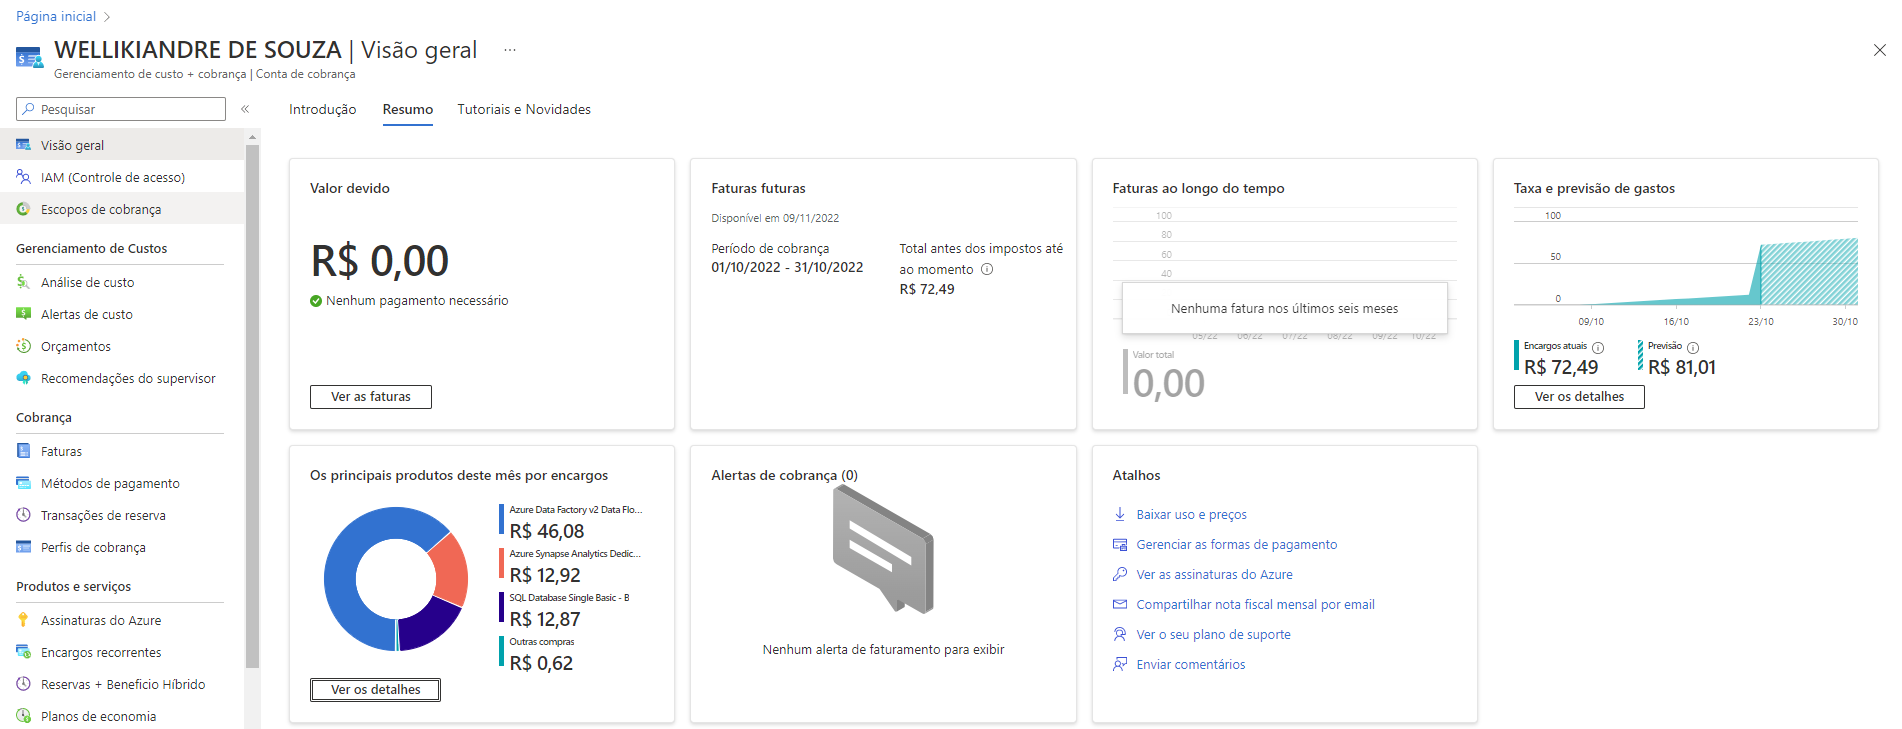 Página inicial
WELLIKIANDRE DE SOUZA | Visão geral ...
Gerenciamento de custo + cobrança | Conta de cobrança
Pesquisar
Visão geral
IAM (Controle de acesso)
Escopos de cobrança
Gerenciamento de Custos
Análise de custo
Alertas de custo
Orçamentos
Recomendações do supervisor
Cobrança
Faturas
Métodos de pagamento
Transações de reserva
Perfis de cobrança
Produtos e serviços
Assinaturas do Azure
Encargos recorrentes
Reservas + Beneficio Híbrido
Planos de economia
Introdução Resumo Tutoriais e Novidades
Valor devido
R$ 0,00
Nenhum pagamento necessário
Ver as faturas
Faturas futuras
Disponível em 09/11/2022
Período de cobrança
01/10/2022 - 31/10/2022
Total antes dos impostos até
ao momento
R$ 72,49
Faturas ao longo do tempo
100
80
60
40
Nenhuma fatura nos últimos seis meses
05/22 06/22 07/22 08/22 09/22 10/22
Valor total
0,00
Taxa e previsão de gastos
100
50
0
09/10 16/10 23/10 30/10
Encargos atuais
R$ 72,49
Previsão
R$ 81,01
Ver os detalhes
Os principais produtos deste mês por encargos
Azure Data Factory v2 Data Flo...
R$ 46,08
Azure Synapse Analytics Dedic...
R$ 12,92
SQL Database Single Basic - B
R$ 12,87
Outras compras
R$ 0,62
Ver os detalhes
Alertas de cobrança (0)
Nenhum alerta de faturamento para exibir
Atalhos
Baixar uso e preços
Gerenciar as formas de pagamento
Ver as assinaturas do Azure
Compartilhar nota fiscal mensal por email
Ver o seu plano de suporte
Enviar comentários